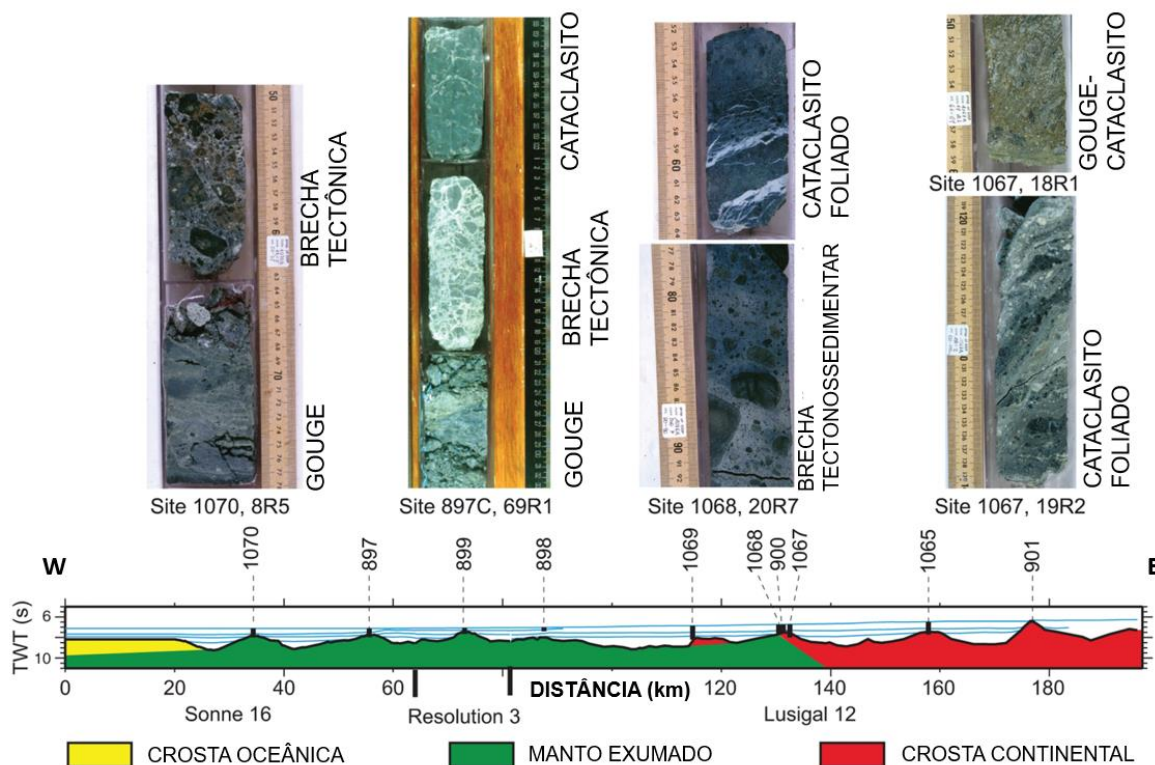 BRECHA
TECTÔNICA
GOUGE
Site 1070, 8R5
CATACLASITO
BRECHA
TECTÔNICA
GOUGE
Site 897C, 69R1
CATACLASITO
FOLIADO
BRECHA
TECTONOSSEDIMENTAR
Site 1068, 20R7
GOUGE-
CATACLASITO
Site 1067, 18R1
CATACLASITO
FOLIADO
Site 1067, 19R2
W
1070
897
899
898
1069
1068
900
1067
1065
901
E
TWT (s)
6
10
0
20
40
60
DISTÂNCIA (km)
120
140
160
180
Sonne 16
Resolution 3
Lusigal 12
CROSTA OCEÂNICA
MANTO EXUMADO
CROSTA CONTINENTAL